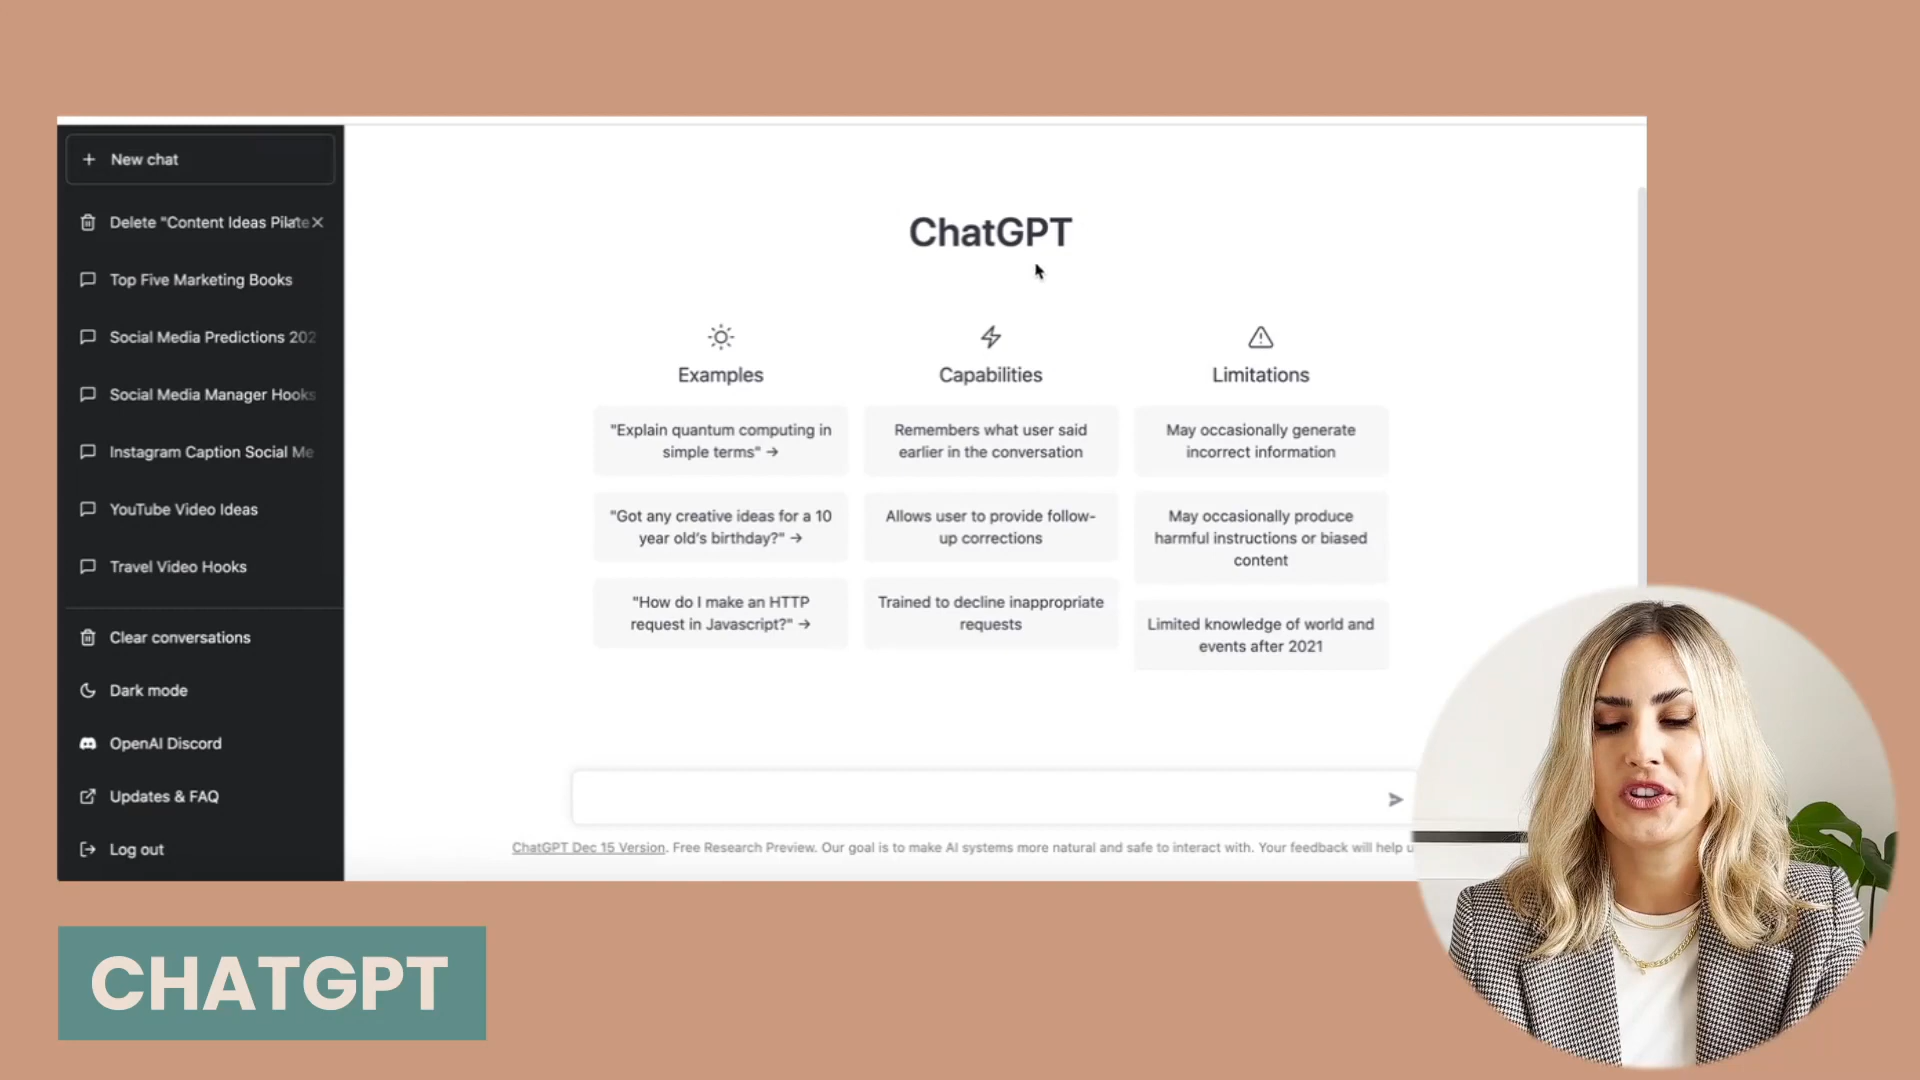 New chat
Delete "Content Ideas Pilate
Top Five Marketing Books
Social Media Predictions 202
Social Media Manager Hooks
Instagram Caption Social Me
YouTube Video Ideas
Travel Video Hooks
Clear conversations
Dark mode
OpenAI Discord
Updates & FAQ
Log out
ChatGPT
Examples
"Explain quantum computing in
simple terms" →
"Got any creative ideas for a 10
year old's birthday?" →
"How do I make an HTTP
request in Javascript?" →
Capabilities
Remembers what user said
earlier in the conversation
Allows user to provide follow-
up corrections
Trained to decline inappropriate
requests
Limitations
May occasionally generate
incorrect information
May occasionally produce
harmful instructions or biased
content
Limited knowledge of world and
events after 2021
ChatGPT Dec 15 Version. Free Research Preview. Our goal is to make AI systems more natural and safe to interact with. Your feedback will help
CHATGPT